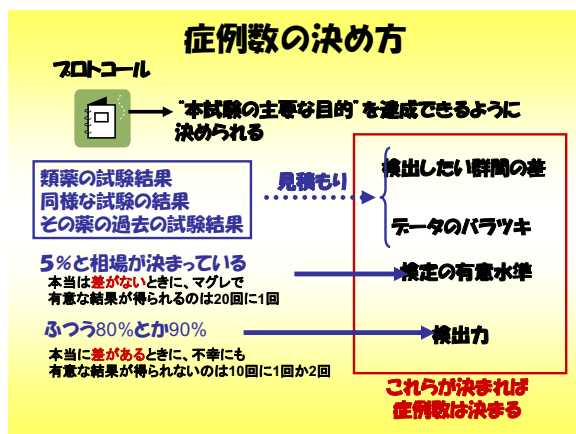 症例数の決め方
プロトコール
“本試験の主要な目的”を達成できるように
決められる
類薬の試験結果
同様な試験の結果
その薬の過去の試験結果
見積もり
検出したい群間の差
データのバラツキ
5%と相場が決まっている
本当は差がないときに、マグレで
有意な結果が得られるのは20回に1回
検定の有意水準
ふつう80%とか90%
本当に差があるときに、不幸にも
有意な結果が得られないのは10回に1回か2回
検出力
これらが決まれば
症例数は決まる